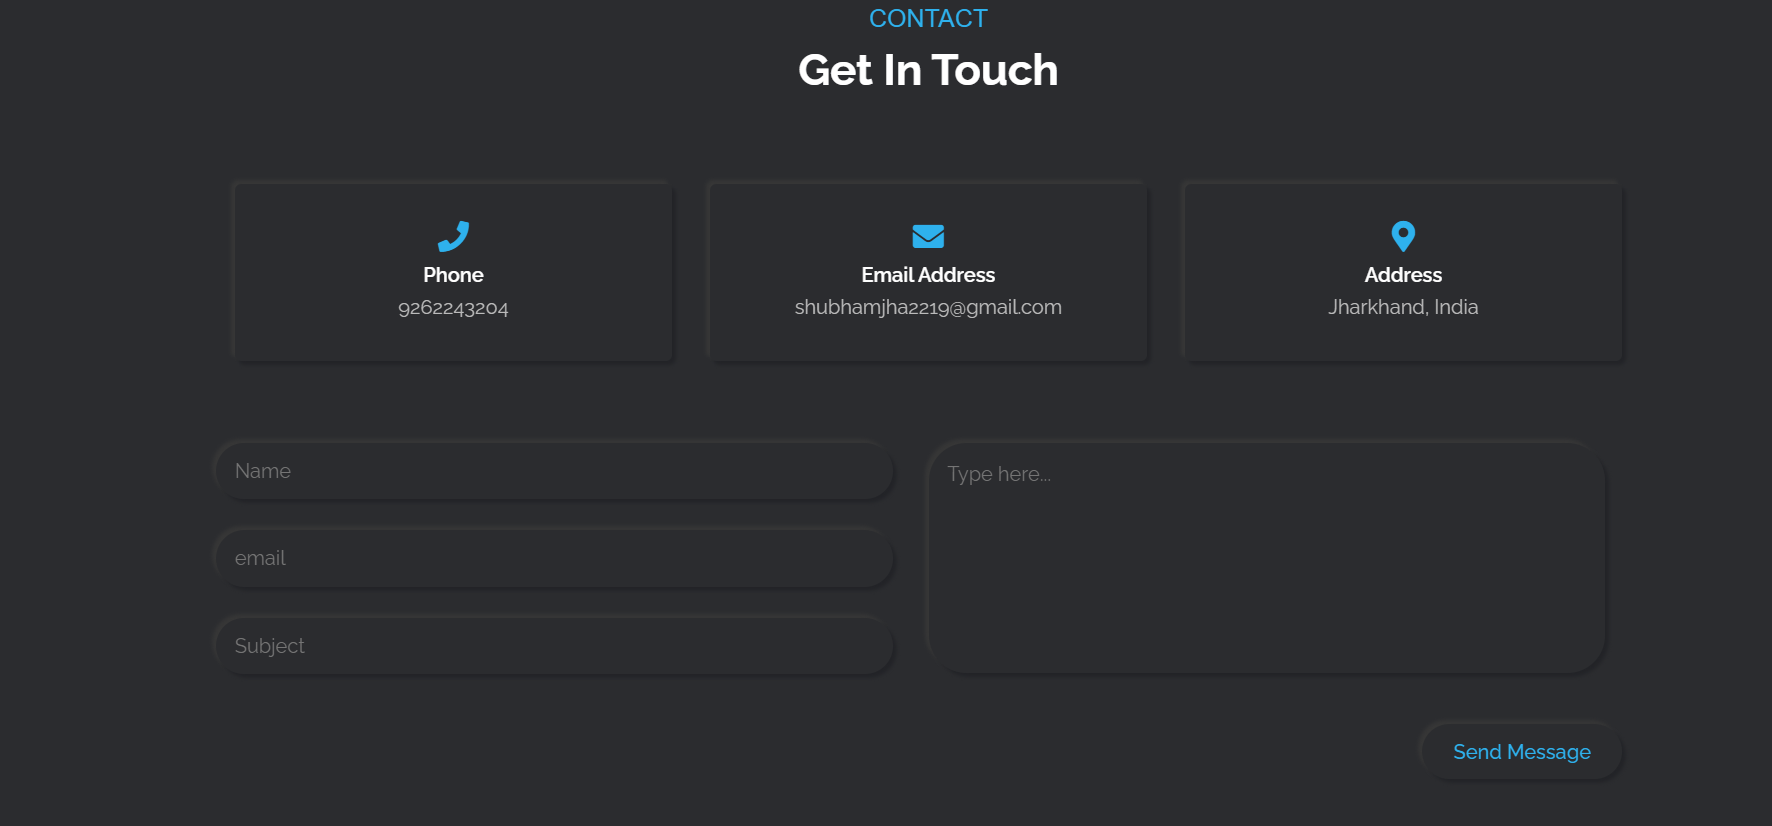 CONTACT
Get In Touch
Phone
9262243204
Email Address
shubhamjha2219@gmail.com
Address
Jharkhand, India
Name
email
Subject
Type here...
Send Message